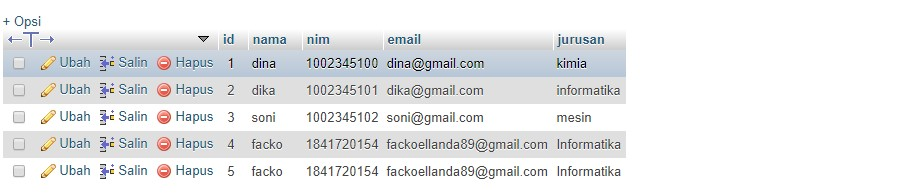 + Opsi
id nama nim email jurusan
Ubah Salin Hapus 1 dina 1002345100 dina@gmail.com kimia
Ubah Salin Hapus 2 dika 1002345101 dika@gmail.com informatika
Ubah Salin Hapus 3 soni 1002345102 soni@gmail.com mesin
Ubah Salin Hapus 4 facko 1841720154 fackoellanda89@gmail.com Informatika
Ubah Salin Hapus 5 facko 1841720154 fackoellanda89@gmail.com Informatika